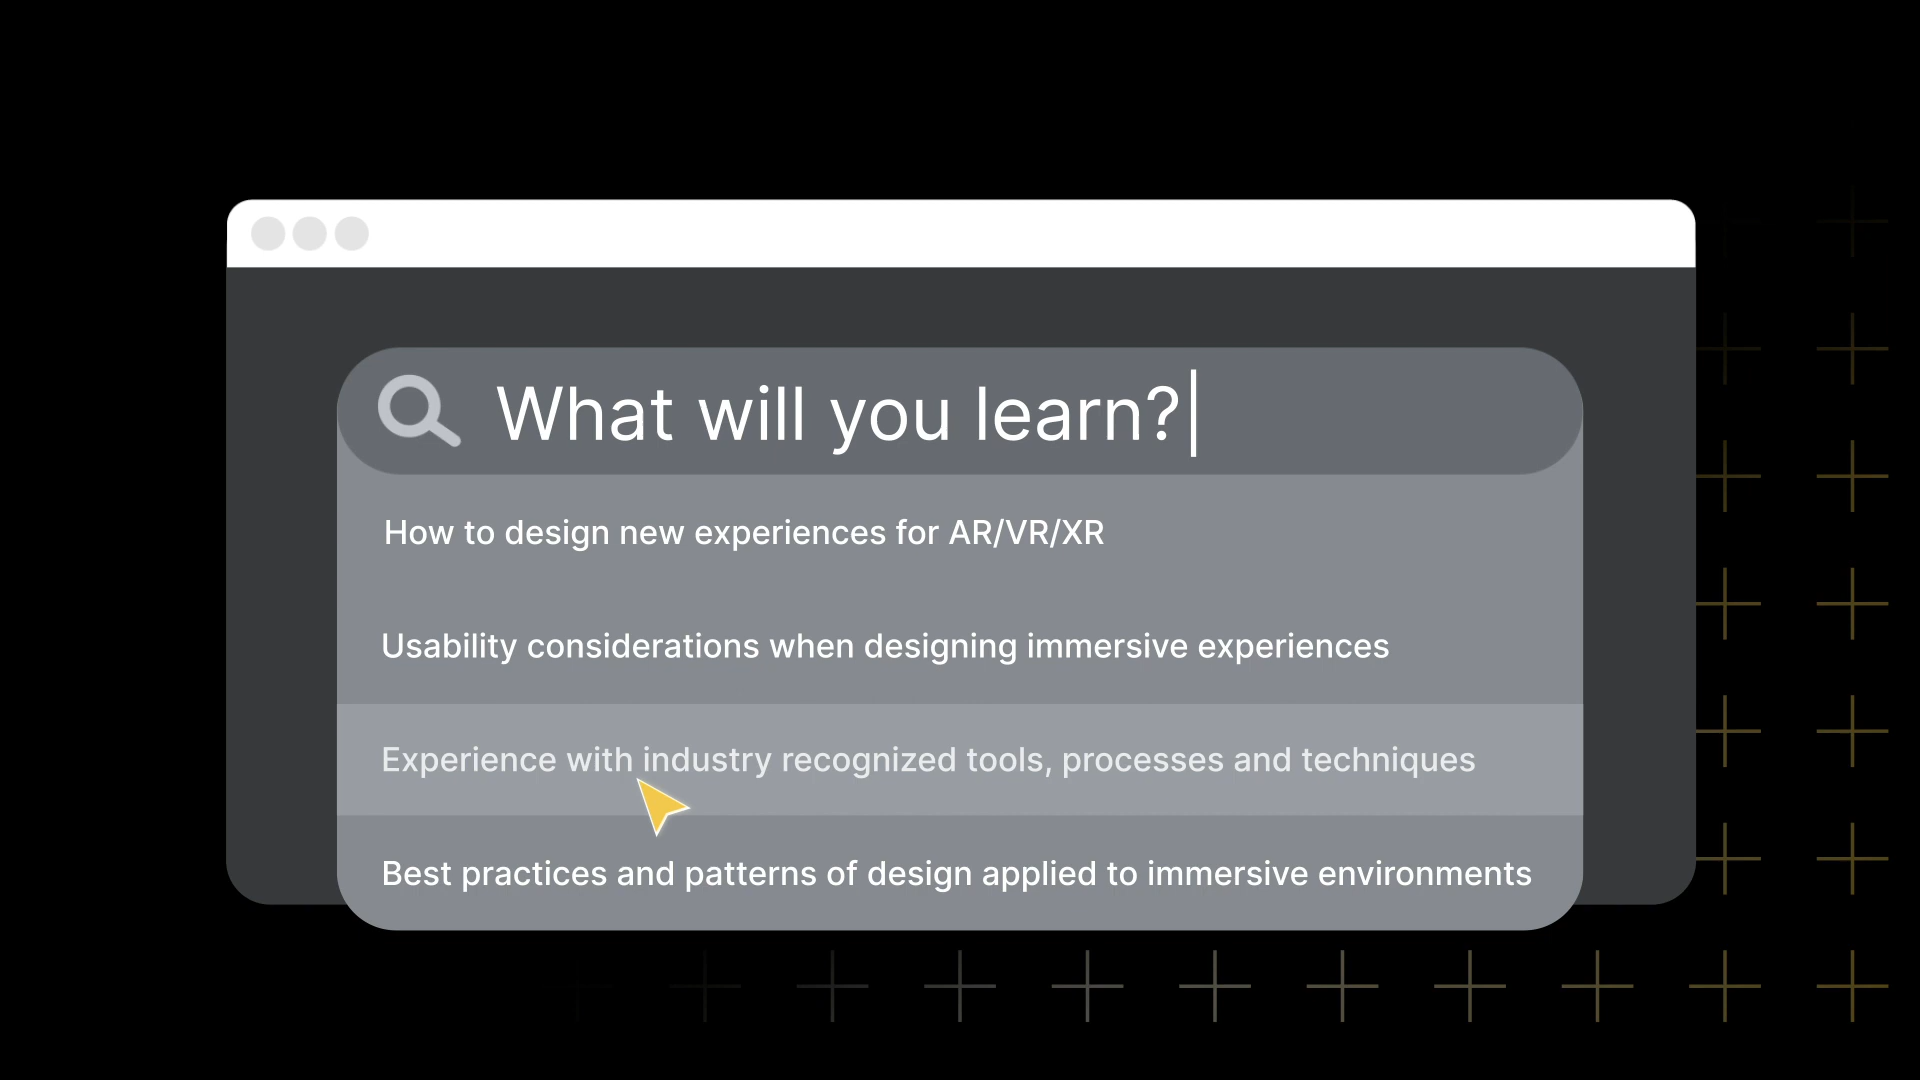 What will you learn?
How to design new experiences for AR/VR/XR
Usability considerations when designing immersive experiences
Experience with industry recognized tools, processes and techniques
Best practices and patterns of design applied to immersive environments